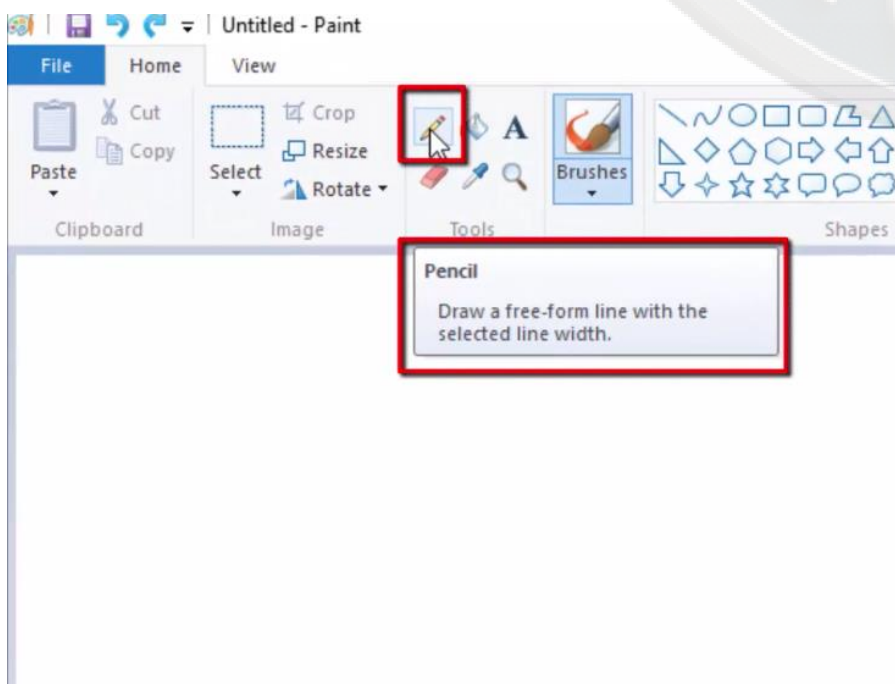 Untitled - Paint
File Home View
Cut
Copy
Paste
Clipboard
Crop
Resize
Rotate
Select
Image
A
Tools
Brushes
Shapes
Pencil
Draw a free-form line with the
selected line width.